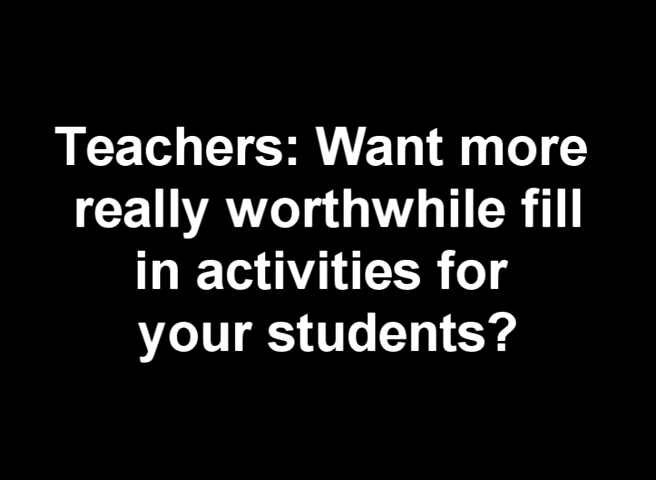 Teachers: Want more
really worthwhile fill
in activities for
your students?